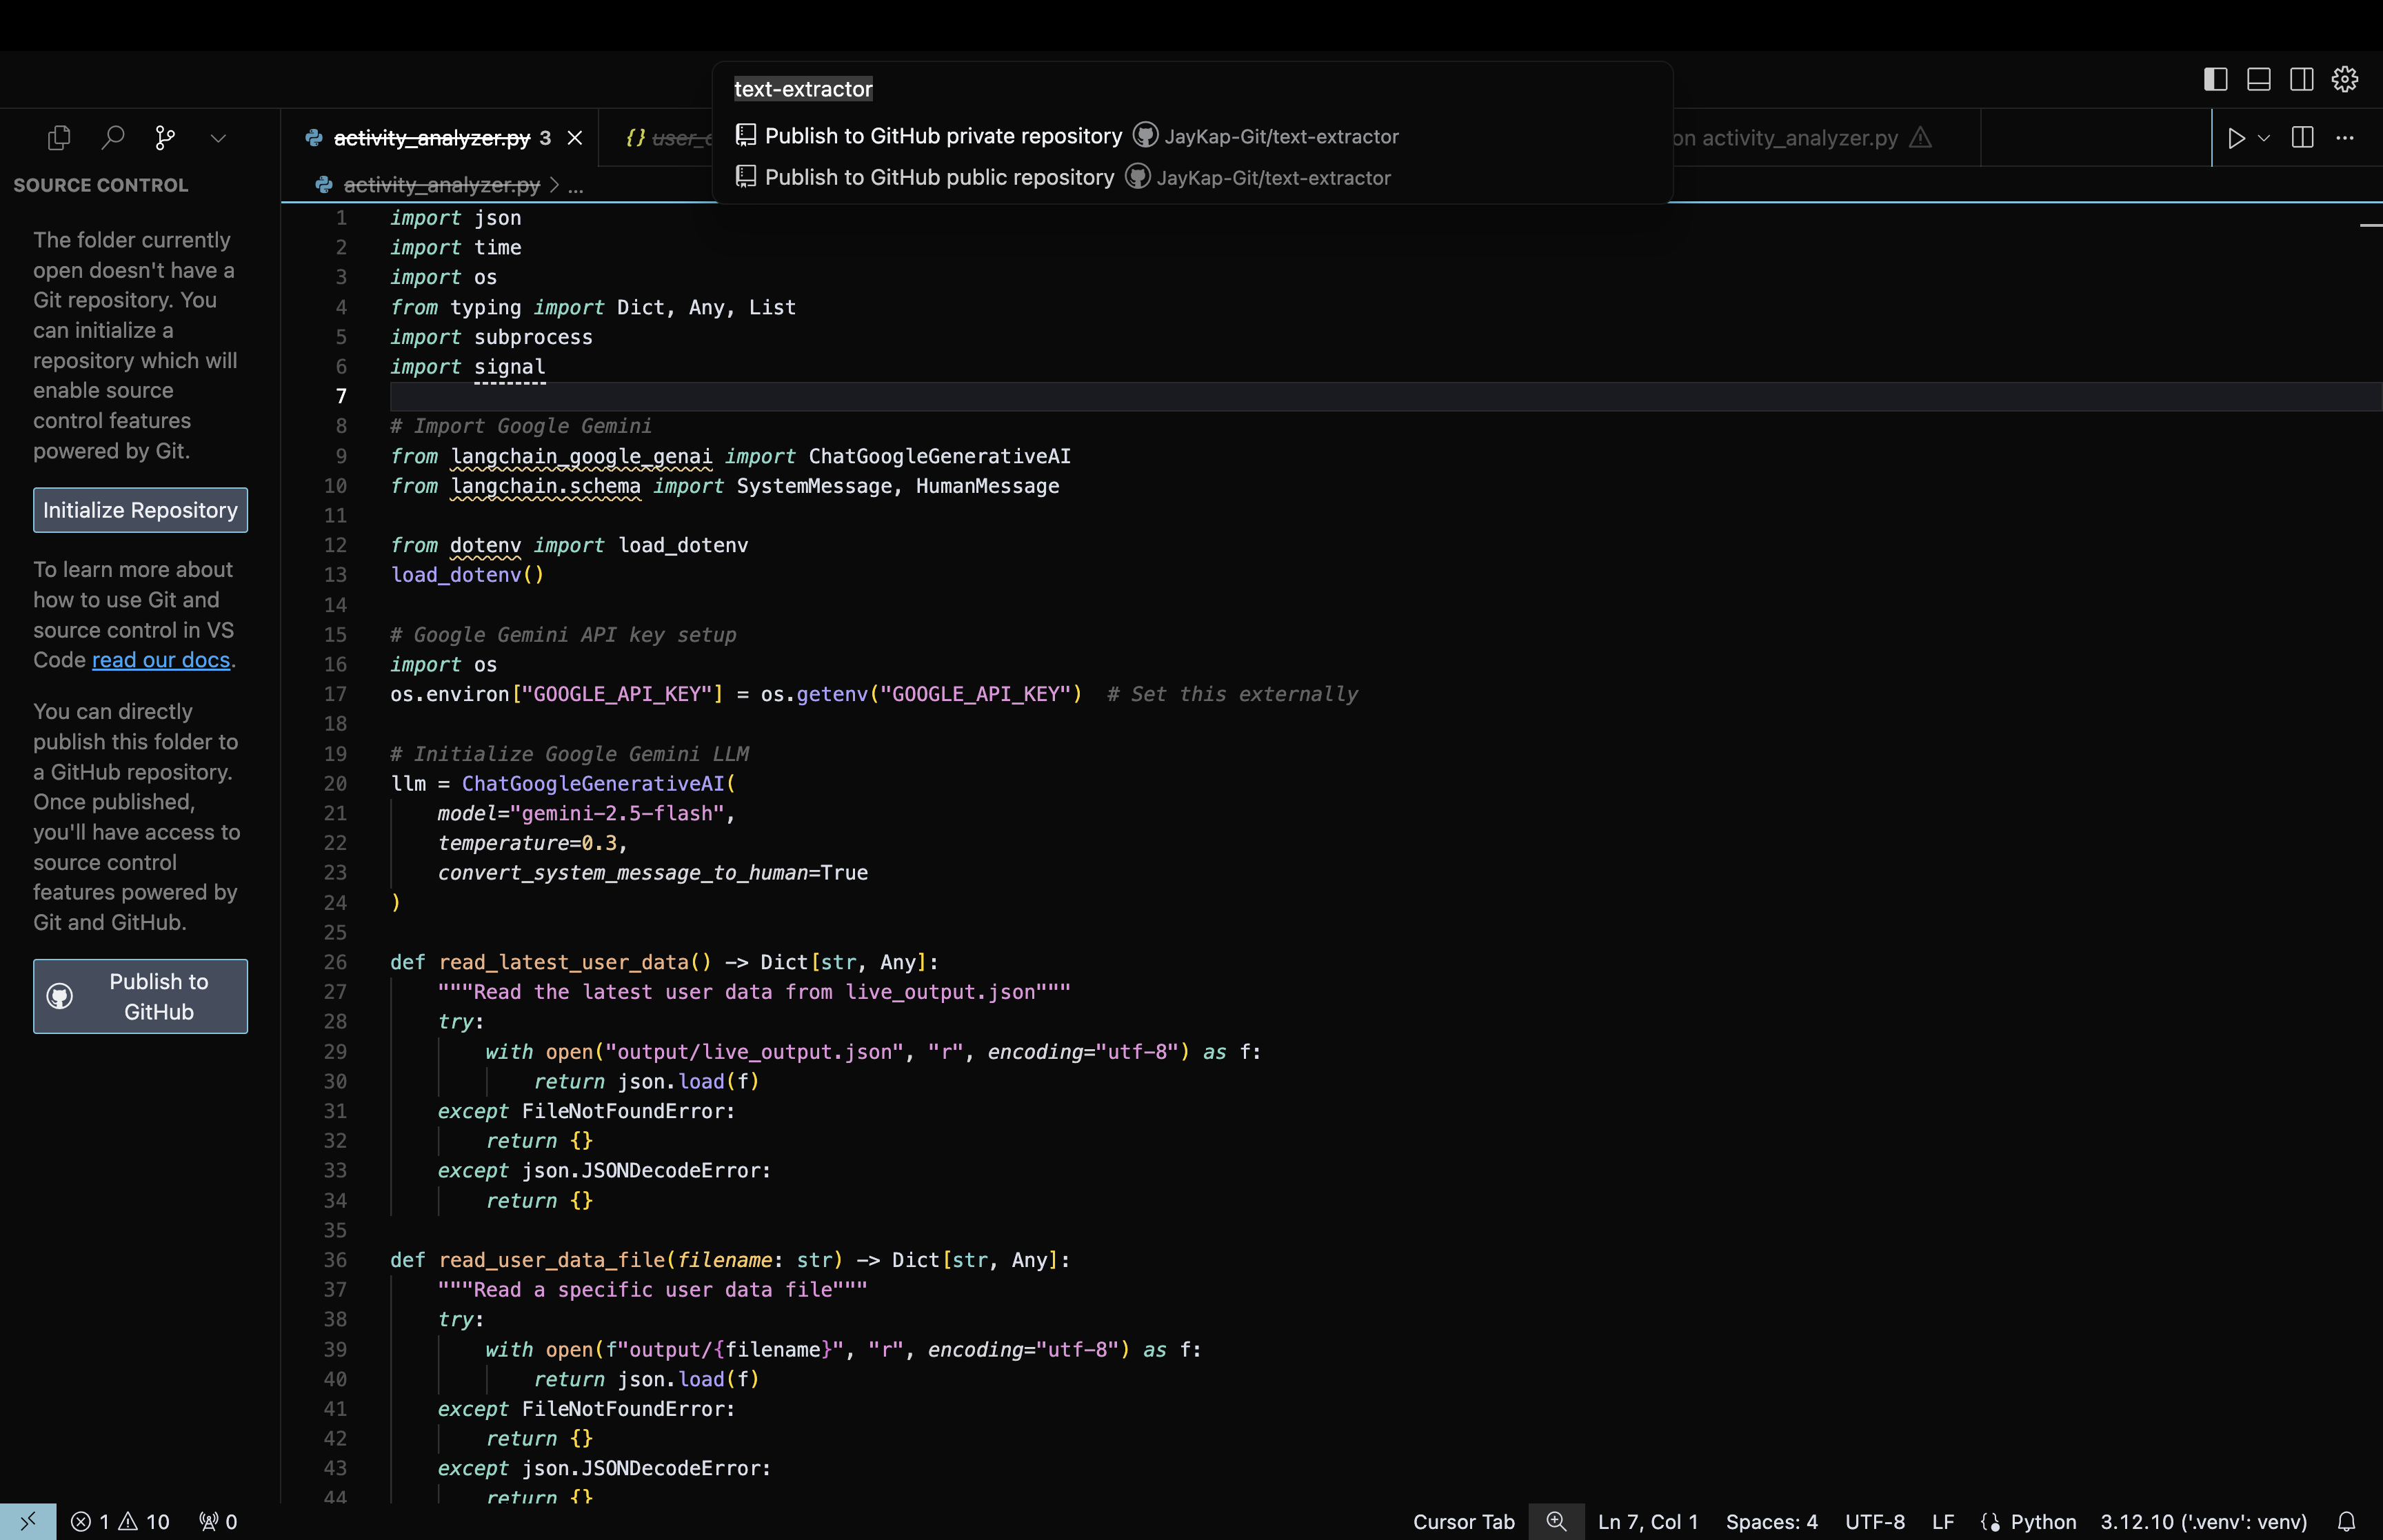 text-extractor
Publish to GitHub private repository JayKap-Git/text-extractor
Publish to GitHub public repository JayKap-Git/text-extractor
activity_analyzer.py 3
{} user_c
on activity_analyzer.py
activity_analyzer.py > ...
SOURCE CONTROL
The folder currently
open doesn't have a
Git repository. You
can initialize a
repository which will
enable source
control features
powered by Git.
Initialize Repository
To learn more about
how to use Git and
source control in VS
Code read our docs.
You can directly
publish this folder to
a GitHub repository.
Once published,
you'll have access to
source control
features powered by
Git and GitHub.
Publish to
GitHub
1 import json
2 import time
3 import os
4 from typing import Dict, Any, List
5 import subprocess
6 import signal
7
8 # Import Google Gemini
9 from langchain_google_genai import ChatGoogleGenerativeAI
10 from langchain.schema import SystemMessage, HumanMessage
11
12 from dotenv import load_dotenv
13 load_dotenv()
14
15 # Google Gemini API key setup
16 import os
17 os.environ["GOOGLE_API_KEY"] = os.getenv("GOOGLE_API_KEY")  # Set this externally
18
19 # Initialize Google Gemini LLM
20 llm = ChatGoogleGenerativeAI(
21     model="gemini-2.5-flash",
22     temperature=0.3,
23     convert_system_message_to_human=True
24 )
25
26 def read_latest_user_data() -> Dict[str, Any]:
27     """Read the latest user data from live_output.json"""
28     try:
29         with open("output/live_output.json", "r", encoding="utf-8") as f:
30             return json.load(f)
31     except FileNotFoundError:
32         return {}
33     except json.JSONDecodeError:
34         return {}
35
36 def read_user_data_file(filename: str) -> Dict[str, Any]:
37     """Read a specific user data file"""
38     try:
39         with open(f"output/{filename}", "r", encoding="utf-8") as f:
40             return json.load(f)
41     except FileNotFoundError:
42         return {}
43     except json.JSONDecodeError:
44         return {}
1 10 0 Cursor Tab Ln 7, Col 1 Spaces: 4 UTF-8 LF Python 3.12.10 ('.venv': venv)